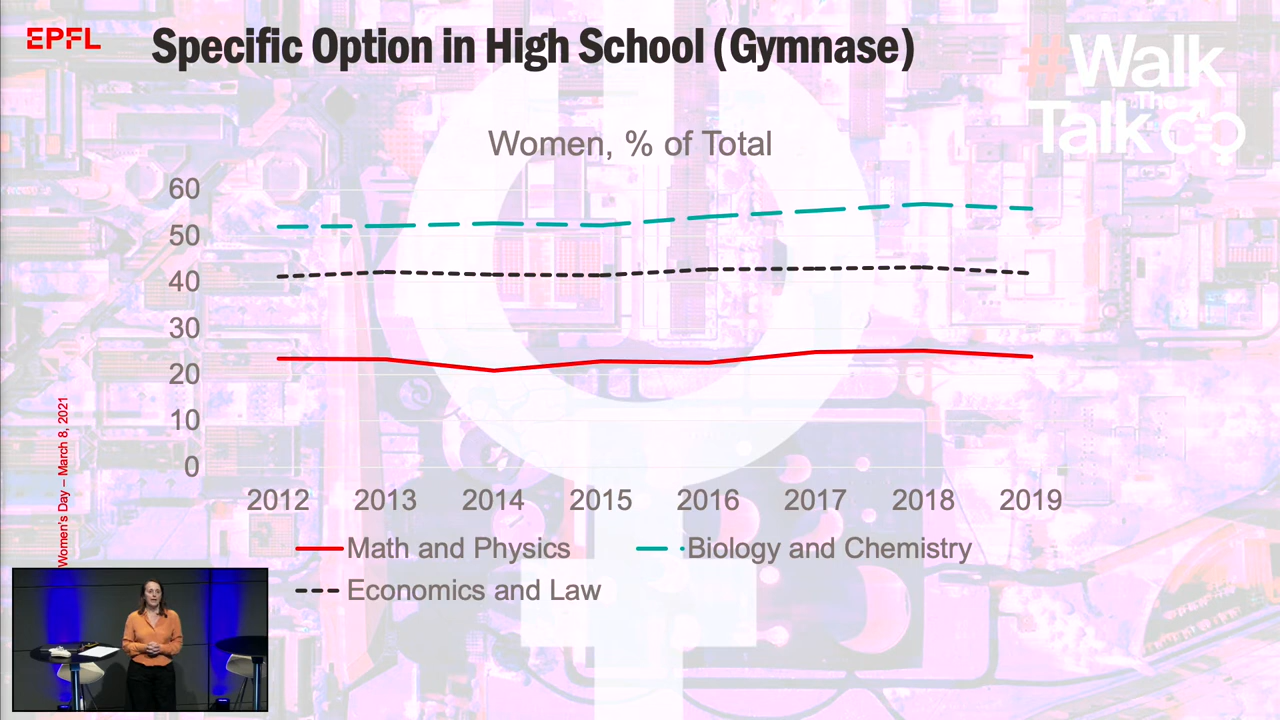 EPFL
Specific Option in High School (Gymnase)
#Walk
The
Talk
Women, % of Total
60
50
40
30
20
10
0
2012 2013 2014 2015 2016 2017 2018 2019
Math and Physics
Biology and Chemistry
Economics and Law
Women's Day – March 8, 2021